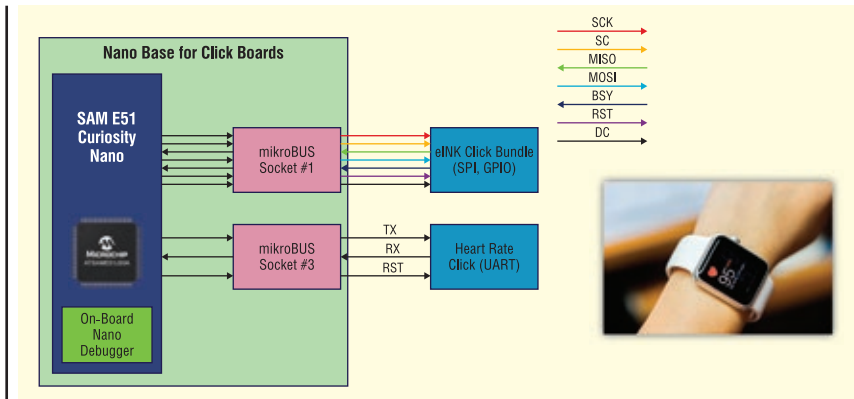 Nano Base for Click Boards
SAM E51
Curiosity
Nano
MICROCHIP
On-Board
Nano
Debugger
mikroBUS
Socket #1
mikroBUS
Socket #3
TX
RX
RST
eINK Click Bundle
(SPI, GPIO)
Heart Rate
Click (UART)
SCK
SC
MISO
MOSI
BSY
RST
DC
95